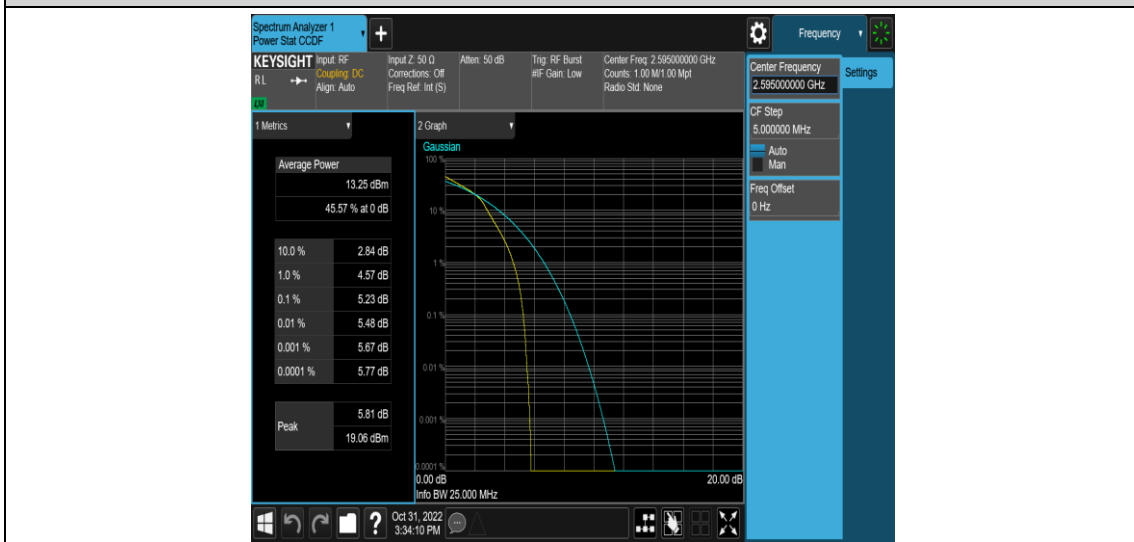 Spectrum Analyzer 1
Power Stat CCDF
+
Frequency
KEYSIGHT
RL
Input: RF
Coupling: DC
Align: Auto
Input Z: 50 Ω
Corrections: Off
Freq Ref: Int (S)
Atten: 50 dB
Trig: RF Burst
#IF Gain: Low
Center Freq: 2.595000000 GHz
Counts: 1.00 M/1.00 Mpt
Radio Std: None
Center Frequency
2.595000000 GHz
Settings
CF Step
5.000000 MHz
Auto
Man
Freq Offset
0 Hz
1 Metrics
Average Power
13.25 dBm
45.57 % at 0 dB
10.0 % 2.84 dB
1.0 % 4.57 dB
0.1 % 5.23 dB
0.01 % 5.48 dB
0.001 % 5.67 dB
0.0001 % 5.77 dB
Peak
5.81 dB
19.06 dBm
2 Graph
Gaussian
100 %
10 %
1 %
0.1 %
0.01 %
0.001 %
0.0001 %
0.00 dB 20.00 dB
Info BW 25.000 MHz
?
Oct 31, 2022
3:34:10 PM